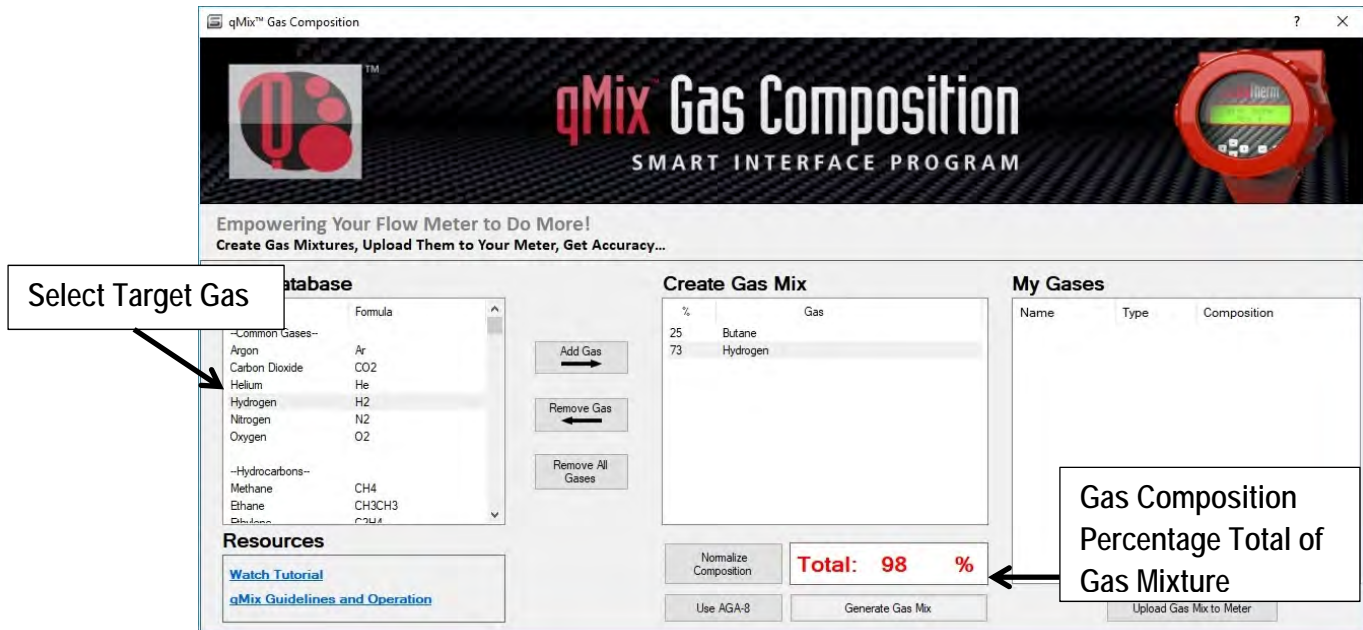 qMix™ Gas Composition
?
TM
qMix™ Gas Composition
SMART INTERFACE PROGRAM
Empowering Your Flow Meter to Do More!
Create Gas Mixtures, Upload Them to Your Meter, Get Accuracy...
Select Target Gas
Formula
--Common Gases--
Argon Ar
Carbon Dioxide CO2
Helium He
Hydrogen H2
Nitrogen N2
Oxygen O2
--Hydrocarbons--
Methane CH4
Ethane CH3CH3
Ethylene C2H4
Add Gas
Remove Gas
Remove All
Gases
Create Gas Mix
% Gas
25 Butane
73 Hydrogen
My Gases
Name Type Composition
Gas Composition
Percentage Total of
Gas Mixture
Resources
Watch Tutorial
qMix Guidelines and Operation
Normalize
Composition
Total: 98 %
Use AGA-8
Generate Gas Mix
Upload Gas Mix to Meter